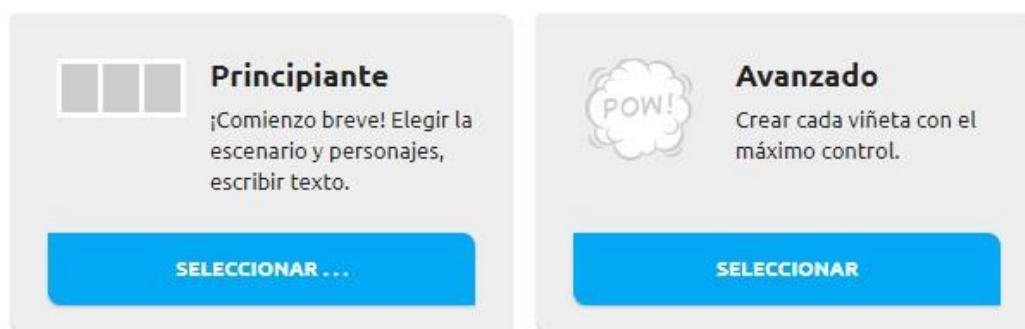 Principiante
¡Comienzo breve! Elegir la
escenario y personajes,
escribir texto.
SELECCIONAR ...
POW!
Avanzado
Crear cada viñeta con el
máximo control.
SELECCIONAR